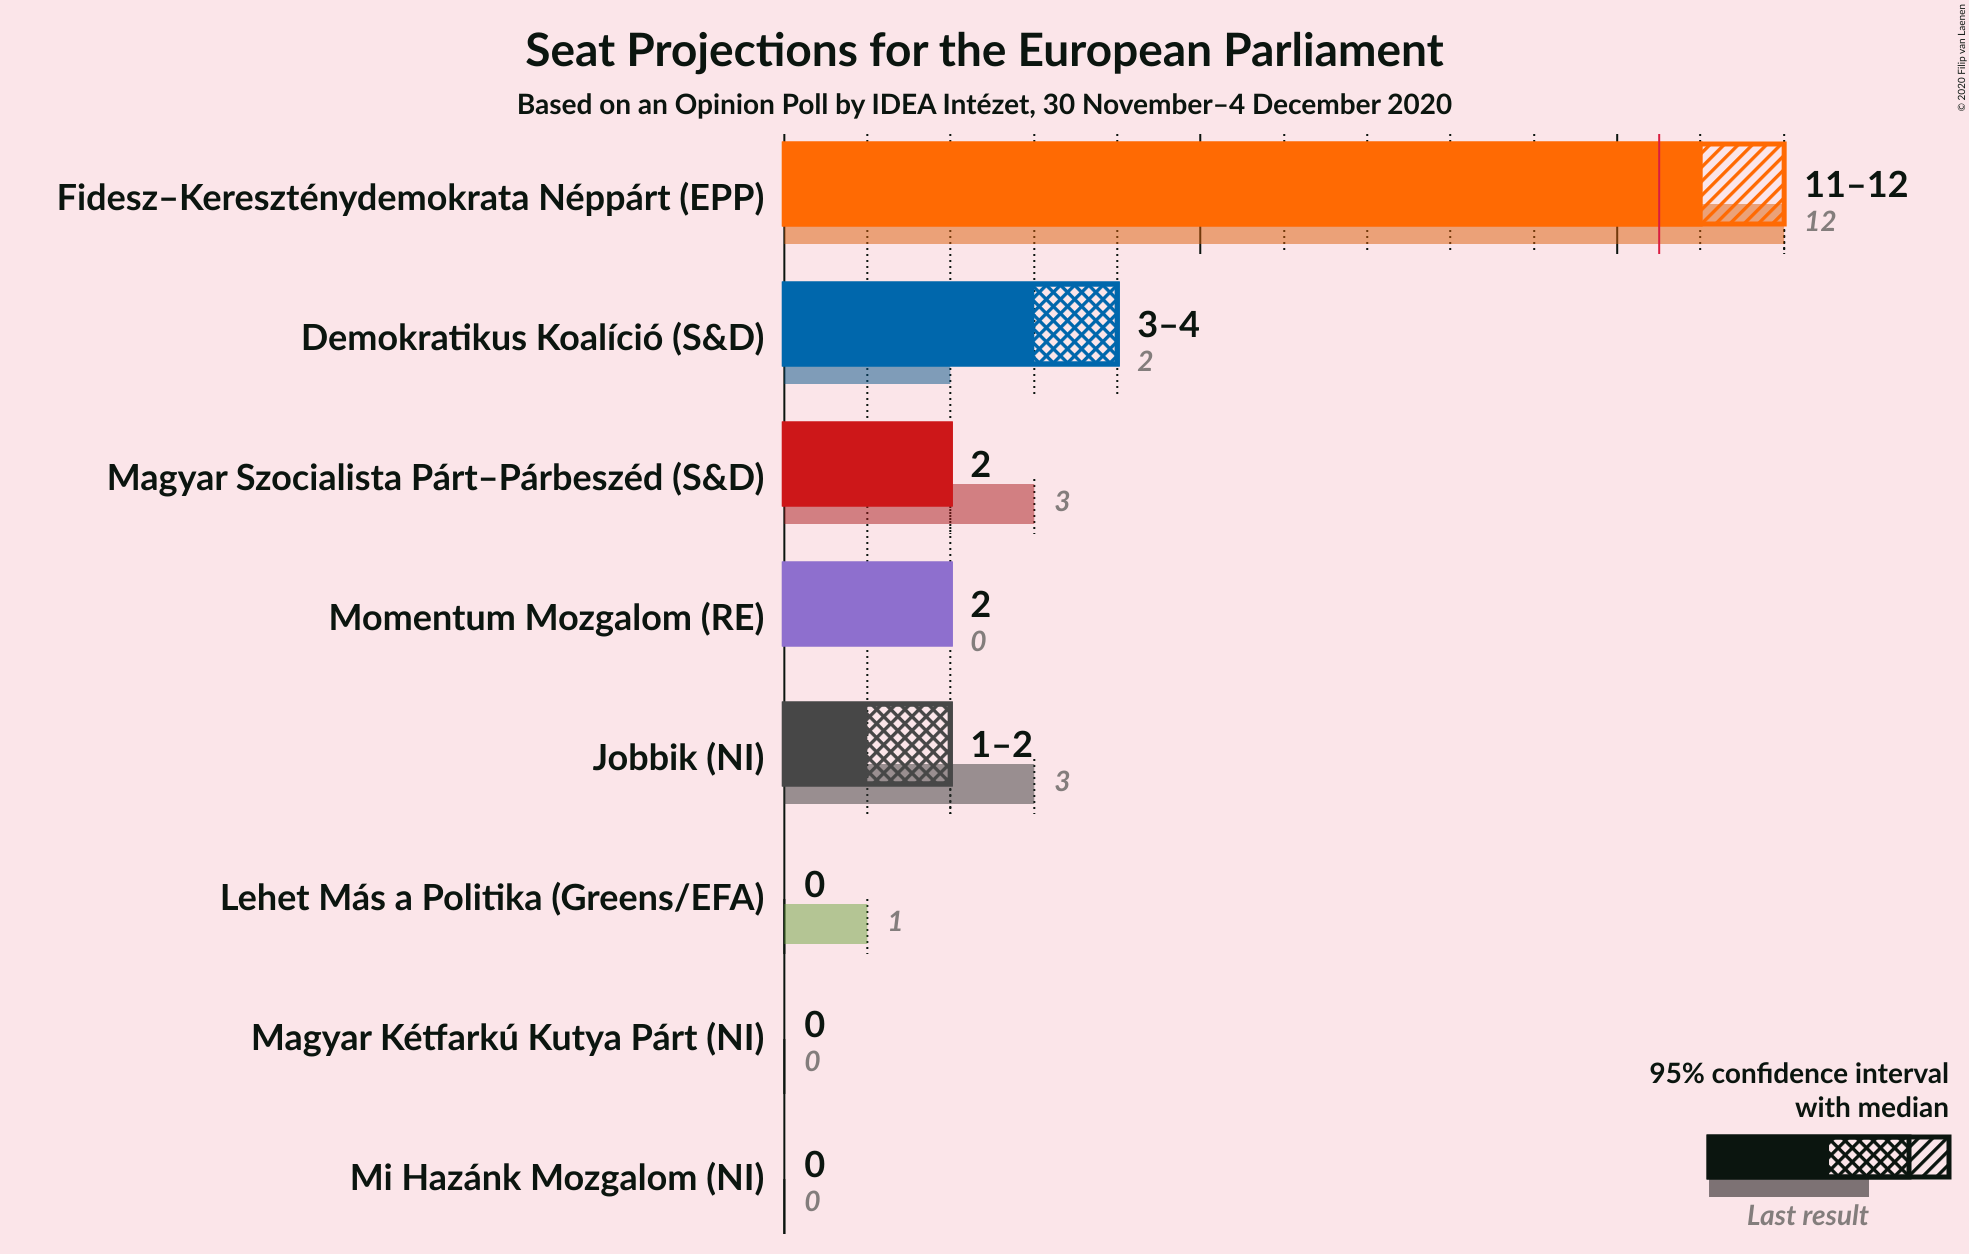 Seat Projections for the European Parliament
Based on an Opinion Poll by IDEA Intézet, 30 November–4 December 2020
© 2020 Filip van Laenen
Fidesz–Kereszténydemokrata Néppárt (EPP)
11–12
12
Demokratikus Koalíció (S&D)
3–4
2
Magyar Szocialista Párt–Párbeszéd (S&D)
2
3
Momentum Mozgalom (RE)
2
0
Jobbik (NI)
1–2
3
Lehet Más a Politika (Greens/EFA)
0
1
Magyar Kétfarkú Kutya Párt (NI)
0
0
Mi Hazánk Mozgalom (NI)
0
0
95% confidence interval
with median
Last result